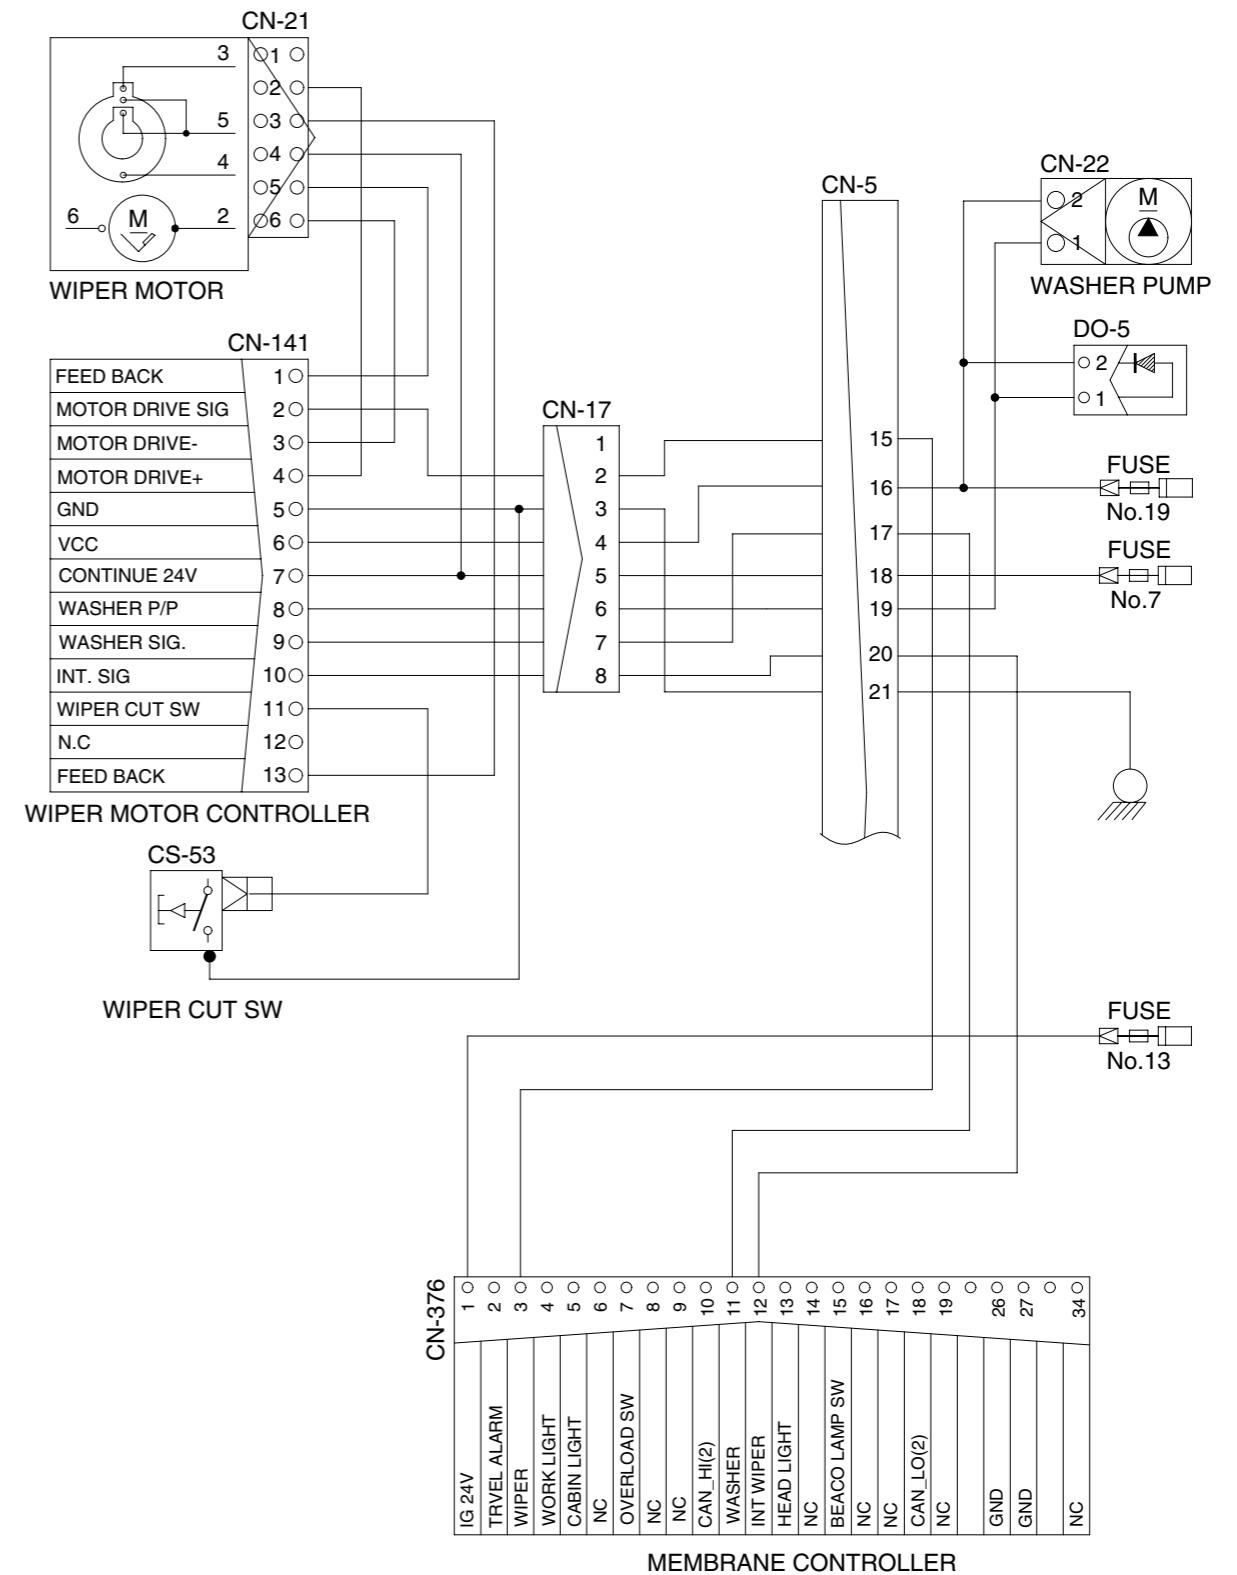 CN-21
3
5
4
6
M
2
1
2
3
4
5
6
WIPER MOTOR
CN-141
FEED BACK 1
MOTOR DRIVE SIG 2
MOTOR DRIVE- 3
MOTOR DRIVE+ 4
GND 5
VCC 6
CONTINUE 24V 7
WASHER P/P 8
WASHER SIG. 9
INT. SIG 10
WIPER CUT SW 11
N.C 12
FEED BACK 13
WIPER MOTOR CONTROLLER
CS-53
WIPER CUT SW
CN-17
1
2
3
4
5
6
7
8
CN-5
15
16
17
18
19
20
21
CN-22
2
1
M
WASHER PUMP
DO-5
2
1
FUSE
No.19
FUSE
No.7
FUSE
No.13
CN-376
1
2
3
4
5
6
7
8
9
10
11
12
13
14
15
16
17
18
19
26
27
34
IG 24V
TRVEL ALARM
WIPER
WORK LIGHT
CABIN LIGHT
NC
OVERLOAD SW
NC
NC
CAN_HI(2)
WASHER
INT WIPER
HEAD LIGHT
NC
BEACO LAMP SW
NC
NC
CAN_LO(2)
NC
GND
GND
NC
MEMBRANE CONTROLLER